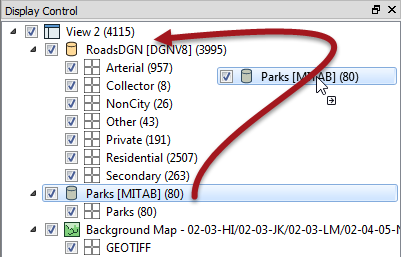 Display Control
View 2 (4115)
RoadsDGN [DGNV8] (3995)
Arterial (957)
Parks [MITAB] (80)
Collector (8)
NonCity (26)
Other (43)
Private (191)
Residential (2507)
Secondary (263)
Parks [MITAB] (80)
Parks (80)
Background Map - 02-03-HI/02-03-JK/02-03-LM/02-04-05-N
GEOTIFF